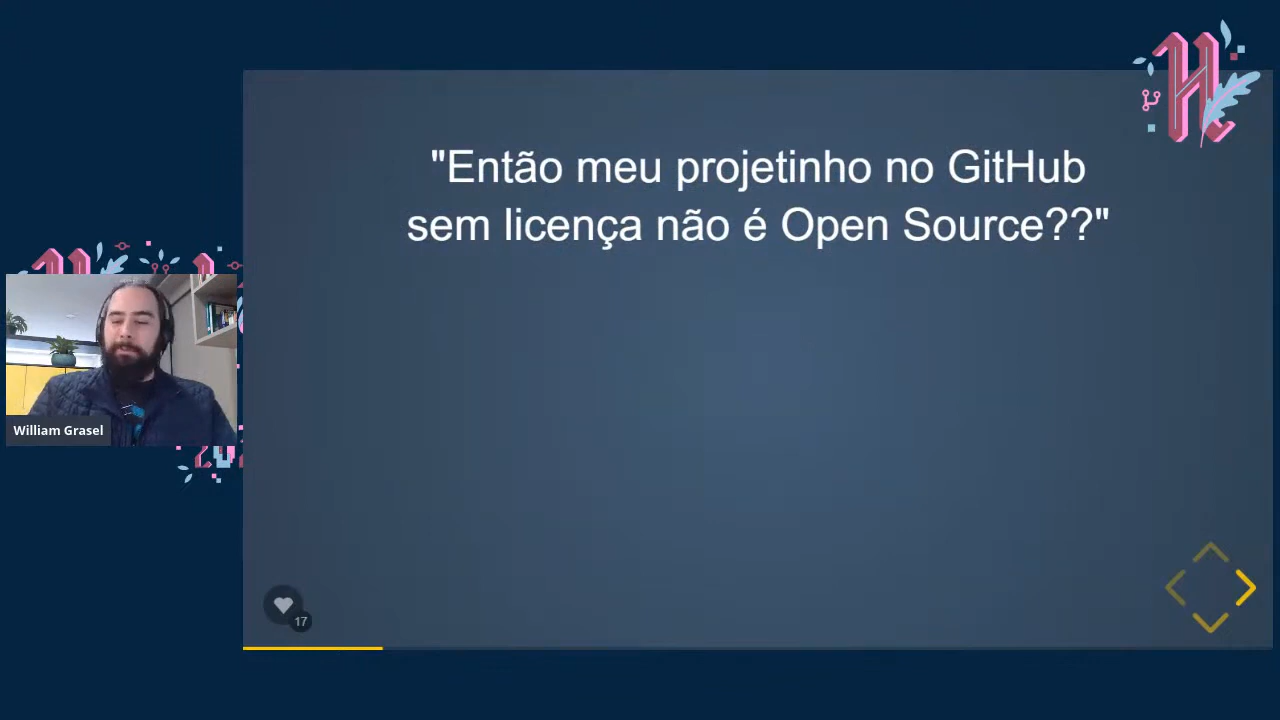 "Então meu projetinho no GitHub
sem licença não é Open Source??"
William Grasel
17